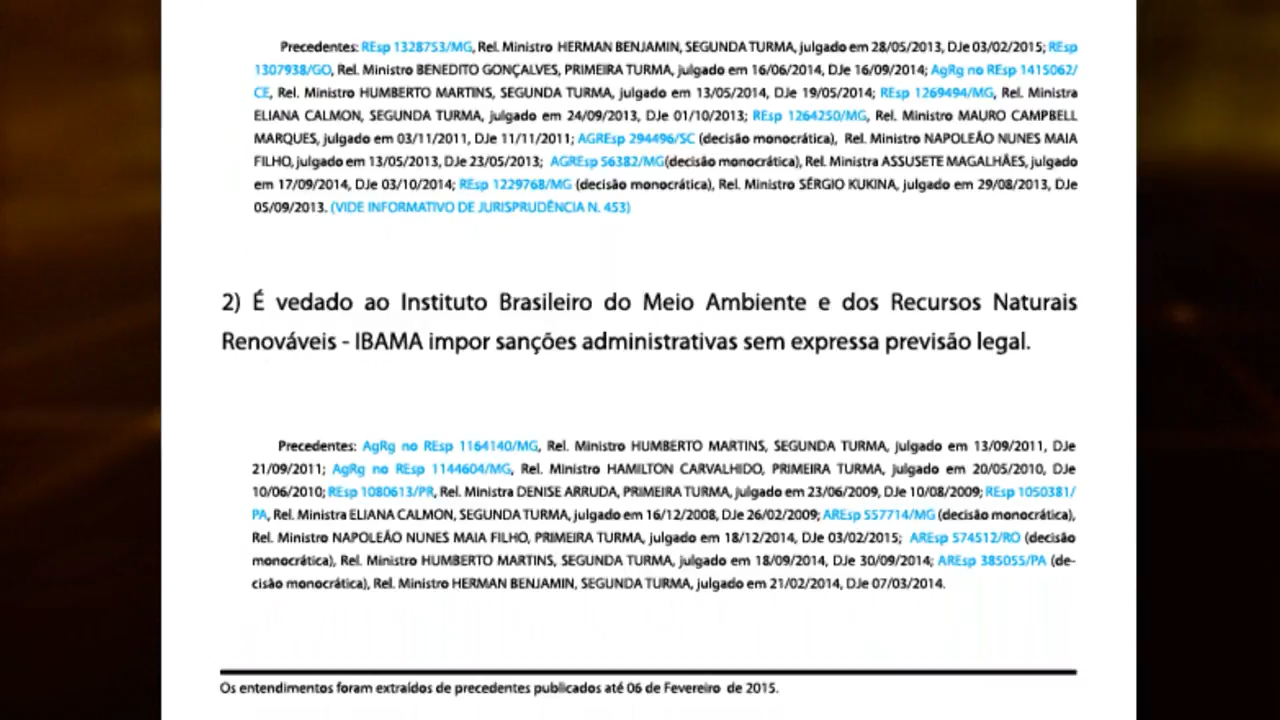 Precedentes: REsp 1328753/MG, Rel. Ministro HERMAN BENJAMIN, SEGUNDA TURMA, julgado em 28/05/2013, DJe 03/02/2015; REsp
1307938/GO, Rel. Ministro BENEDITO GONÇALVES, PRIMEIRA TURMA, julgado em 16/06/2014, DJe 16/09/2014; AgRg no REsp 1415062/
CE, Rel. Ministro HUMBERTO MARTINS, SEGUNDA TURMA, julgado em 13/05/2014, DJe 19/05/2014; REsp 1269494/MG, Rel. Ministra
ELIANA CALMON, SEGUNDA TURMA, julgado em 24/09/2013, DJe 01/10/2013; REsp 1264250/MG, Rel. Ministro MAURO CAMPBELL
MARQUES, julgado em 03/11/2011, DJe 11/11/2011; AGREsp 294496/SC (decisão monocrática), Rel. Ministro NAPOLEÃO NUNES MAIA
FILHO, julgado em 13/05/2013, DJe 23/05/2013; AGREsp 56382/MG(decisão monocrática), Rel. Ministra ASSUSETE MAGALHÃES, julgado
em 17/09/2014, DJe 03/10/2014; REsp 1229768/MG (decisão monocrática), Rel. Ministro SÉRGIO KUKINA, julgado em 29/08/2013, DJe
05/09/2013. (VIDE INFORMATIVO DE JURISPRUDÊNCIA N. 453)
2) É vedado ao Instituto Brasileiro do Meio Ambiente e dos Recursos Naturais
Renováveis - IBAMA impor sanções administrativas sem expressa previsão legal.
Precedentes: AgRg no REsp 1164140/MG, Rel. Ministro HUMBERTO MARTINS, SEGUNDA TURMA, julgado em 13/09/2011, DJe
21/09/2011; AgRg no REsp 1144604/MG, Rel. Ministro HAMILTON CARVALHIDO, PRIMEIRA TURMA, julgado em 20/05/2010, DJe
10/06/2010; REsp 1080613/PR, Rel. Ministra DENISE ARRUDA, PRIMEIRA TURMA, julgado em 23/06/2009, DJe 10/08/2009; REsp 1050381/
PA, Rel. Ministra ELIANA CALMON, SEGUNDA TURMA, julgado em 16/12/2008, DJe 26/02/2009; AREsp 557714/MG (decisão monocrática),
Rel. Ministro NAPOLEÃO NUNES MAIA FILHO, PRIMEIRA TURMA, julgado em 18/12/2014, DJe 03/02/2015; AREsp 574512/RO (decisão
monocrática), Rel. Ministro HUMBERTO MARTINS, SEGUNDA TURMA, julgado em 18/09/2014, DJe 30/09/2014; AREsp 385055/PA (de-
cisão monocrática), Rel. Ministro HERMAN BENJAMIN, SEGUNDA TURMA, julgado em 21/02/2014, DJe 07/03/2014.
Os entendimentos foram extraídos de precedentes publicados até 06 de Fevereiro de 2015.